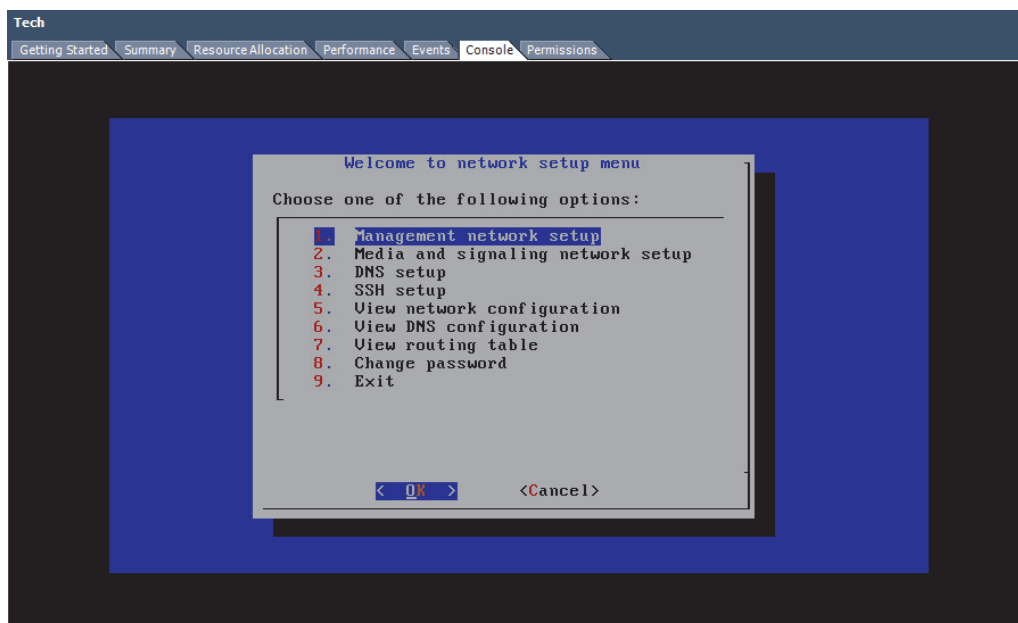 Tech
Getting Started Summary Resource Allocation Performance Events Console Permissions
Welcome to network setup menu
Choose one of the following options:
1. Management network setup
2. Media and signaling network setup
3. DNS setup
4. SSH setup
5. View network configuration
6. View DNS configuration
7. View routing table
8. Change password
9. Exit
< OK > <Cancel>